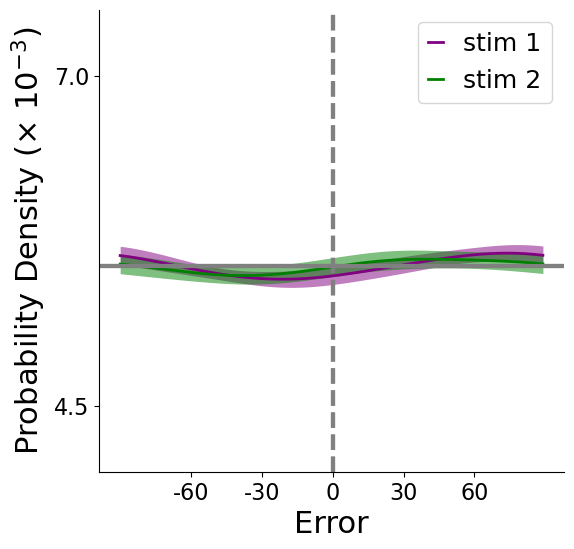 Probability Density (× 10⁻³)
7.0
4.5
stim 1
stim 2
-60 -30 0 30 60
Error